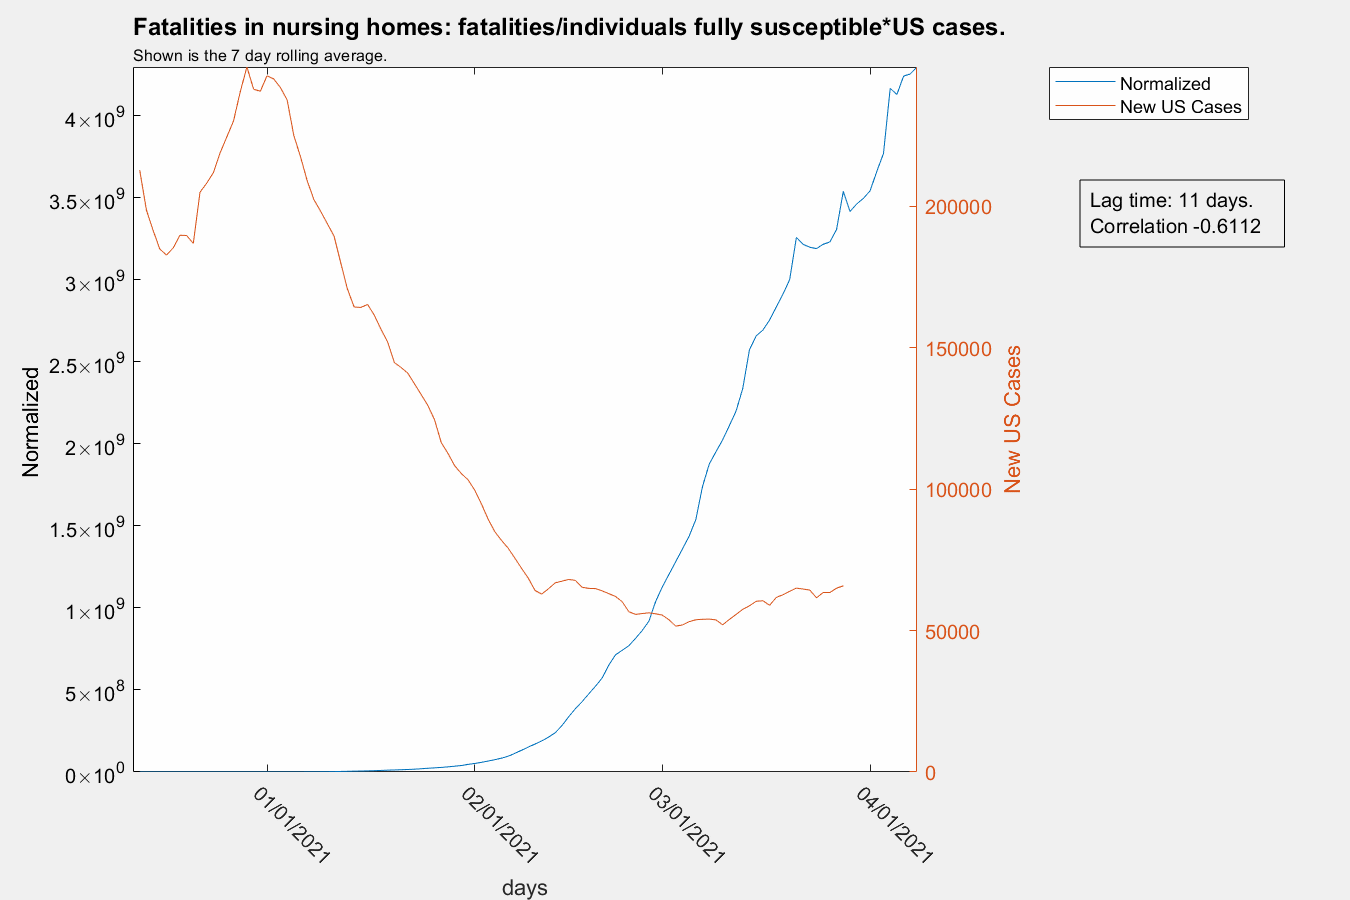 Fatalities in nursing homes: fatalities/individuals fully susceptible*US cases.
Shown is the 7 day rolling average.
Normalized
New US Cases
Lag time: 11 days.
Correlation -0.6112
4×10^9
3.5×10^9
3×10^9
2.5×10^9
2×10^9
1.5×10^9
1×10^9
5×10^8
0×10^0
Normalized
200000
150000
100000
50000
0
New US Cases
01/01/2021
02/01/2021
03/01/2021
04/01/2021
days